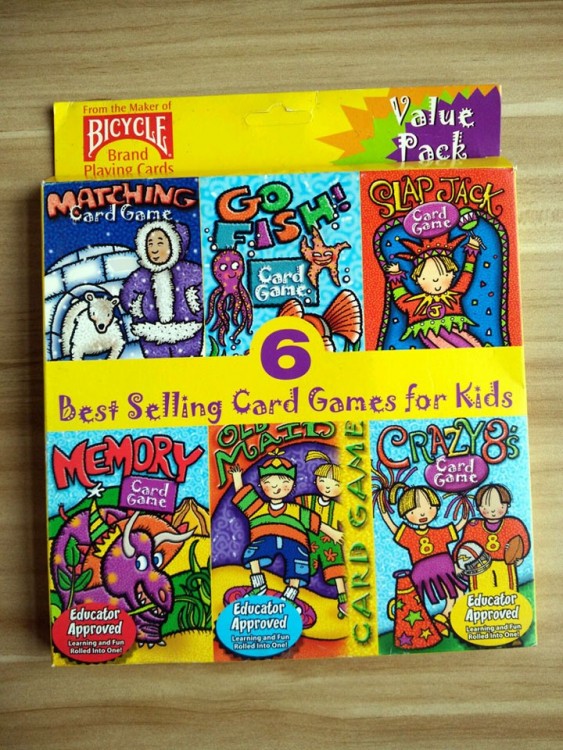 From the Maker of
BICYCLE
Brand
Playing Cards
Value
Pack
MATCHING
Card Game
GO
FISH!!
Card
Game
SLAP JACK
Card
Game
J
6
Best Selling Card Games for Kids
MEMORY
Card
Game
OLD
MAID
CARD GAME
CRAZY 8's
Card
Game
8
8
1
Educator
Approved
Learning and Fun
Rolled Into One!
Educator
Approved
Learning and Fun
Rolled Into One!
Educator
Approved
Learning and Fun
Rolled Into One!